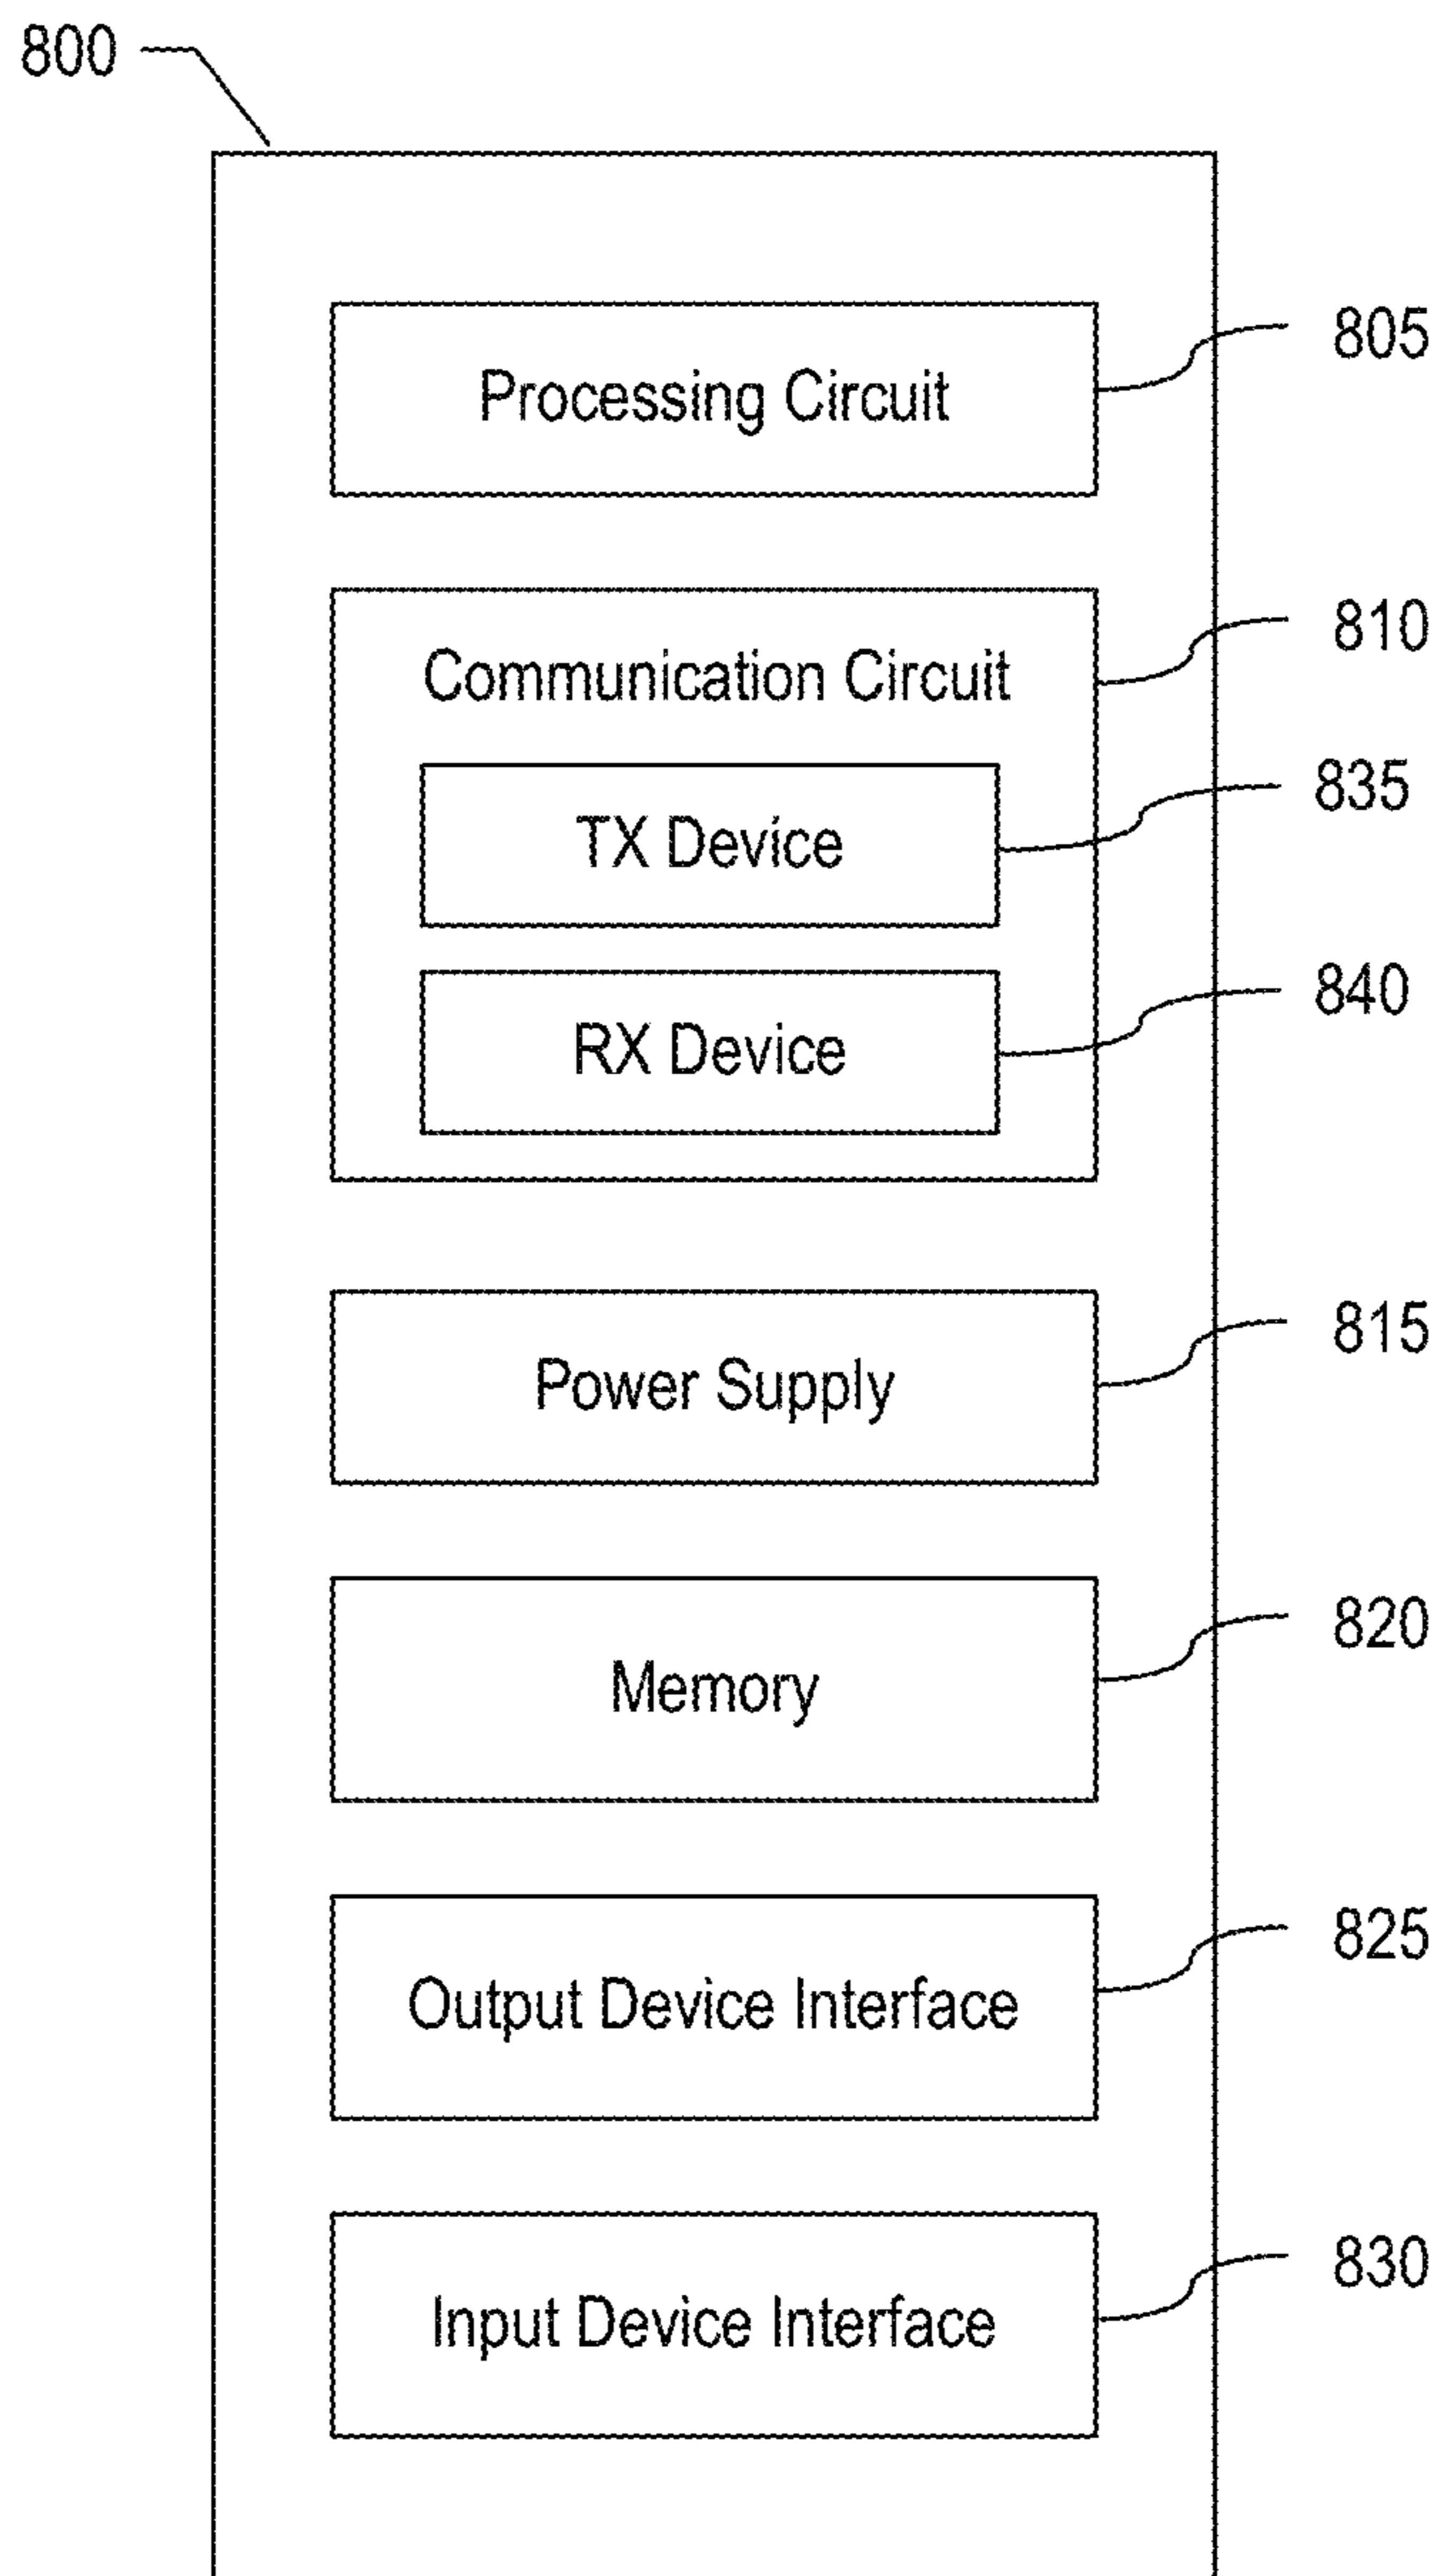 800
Processing Circuit
805
Communication Circuit
810
TX Device
835
RX Device
840
Power Supply
815
Memory
820
Output Device Interface
825
Input Device Interface
830